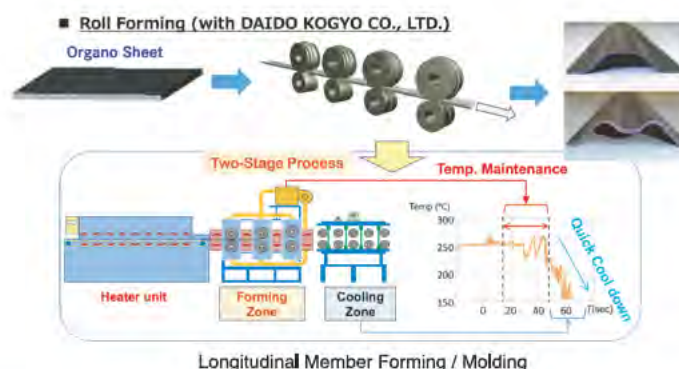 ■ Roll Forming (with DAIDO KOGYO CO., LTD.)
Organo Sheet
Two-Stage Process
Temp. Maintenance
Temp (℃)
300
250
200
150
0
20
40
60
T(sec)
Quick Cool down
Heater unit
Forming
Zone
Cooling
Zone
Longitudinal Member Forming / Molding